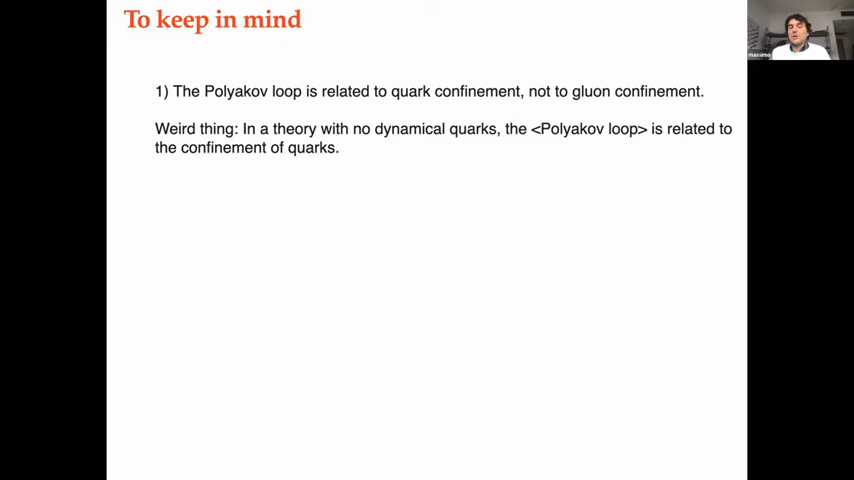 To keep in mind
massimo
1) The Polyakov loop is related to quark confinement, not to gluon confinement.
Weird thing: In a theory with no dynamical quarks, the <Polyakov loop> is related to
the confinement of quarks.